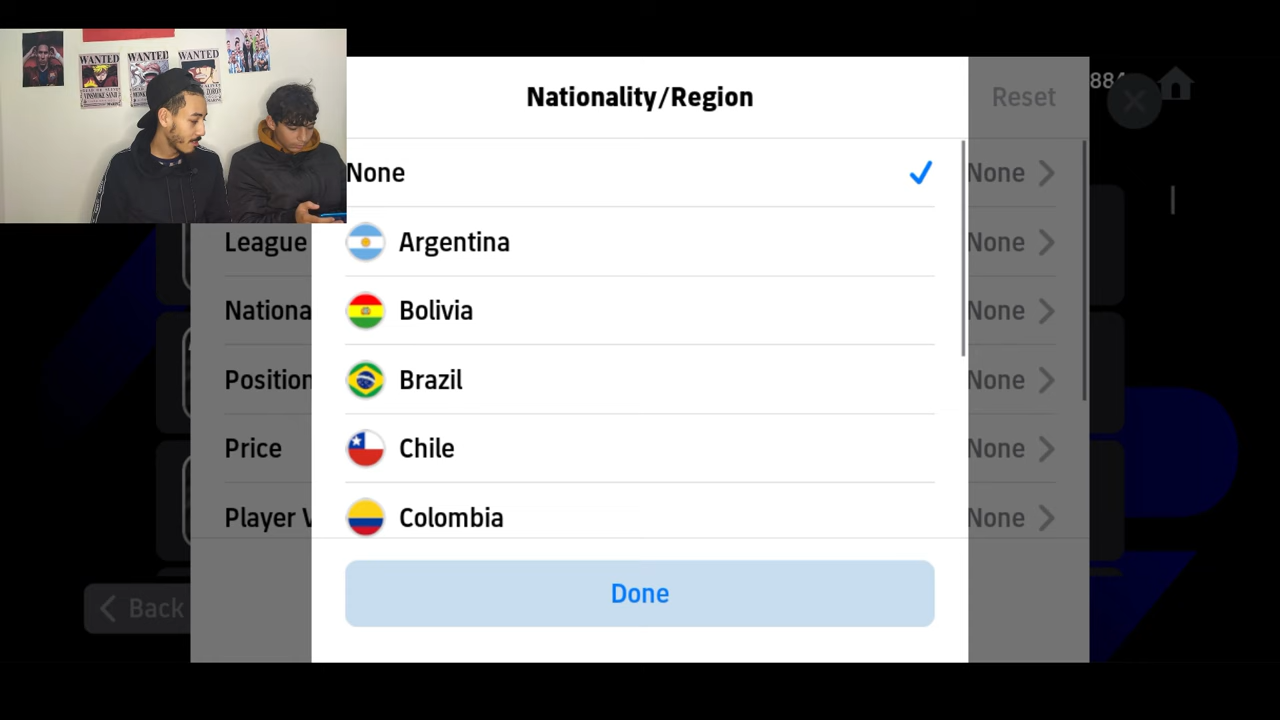 WANTED
WANTED
WANTED
Nationality/Region
Reset
884
None
None
League
Argentina
None
Nationa
Bolivia
None
Position
Brazil
None
Price
Chile
None
Player V
Colombia
None
Back
Done